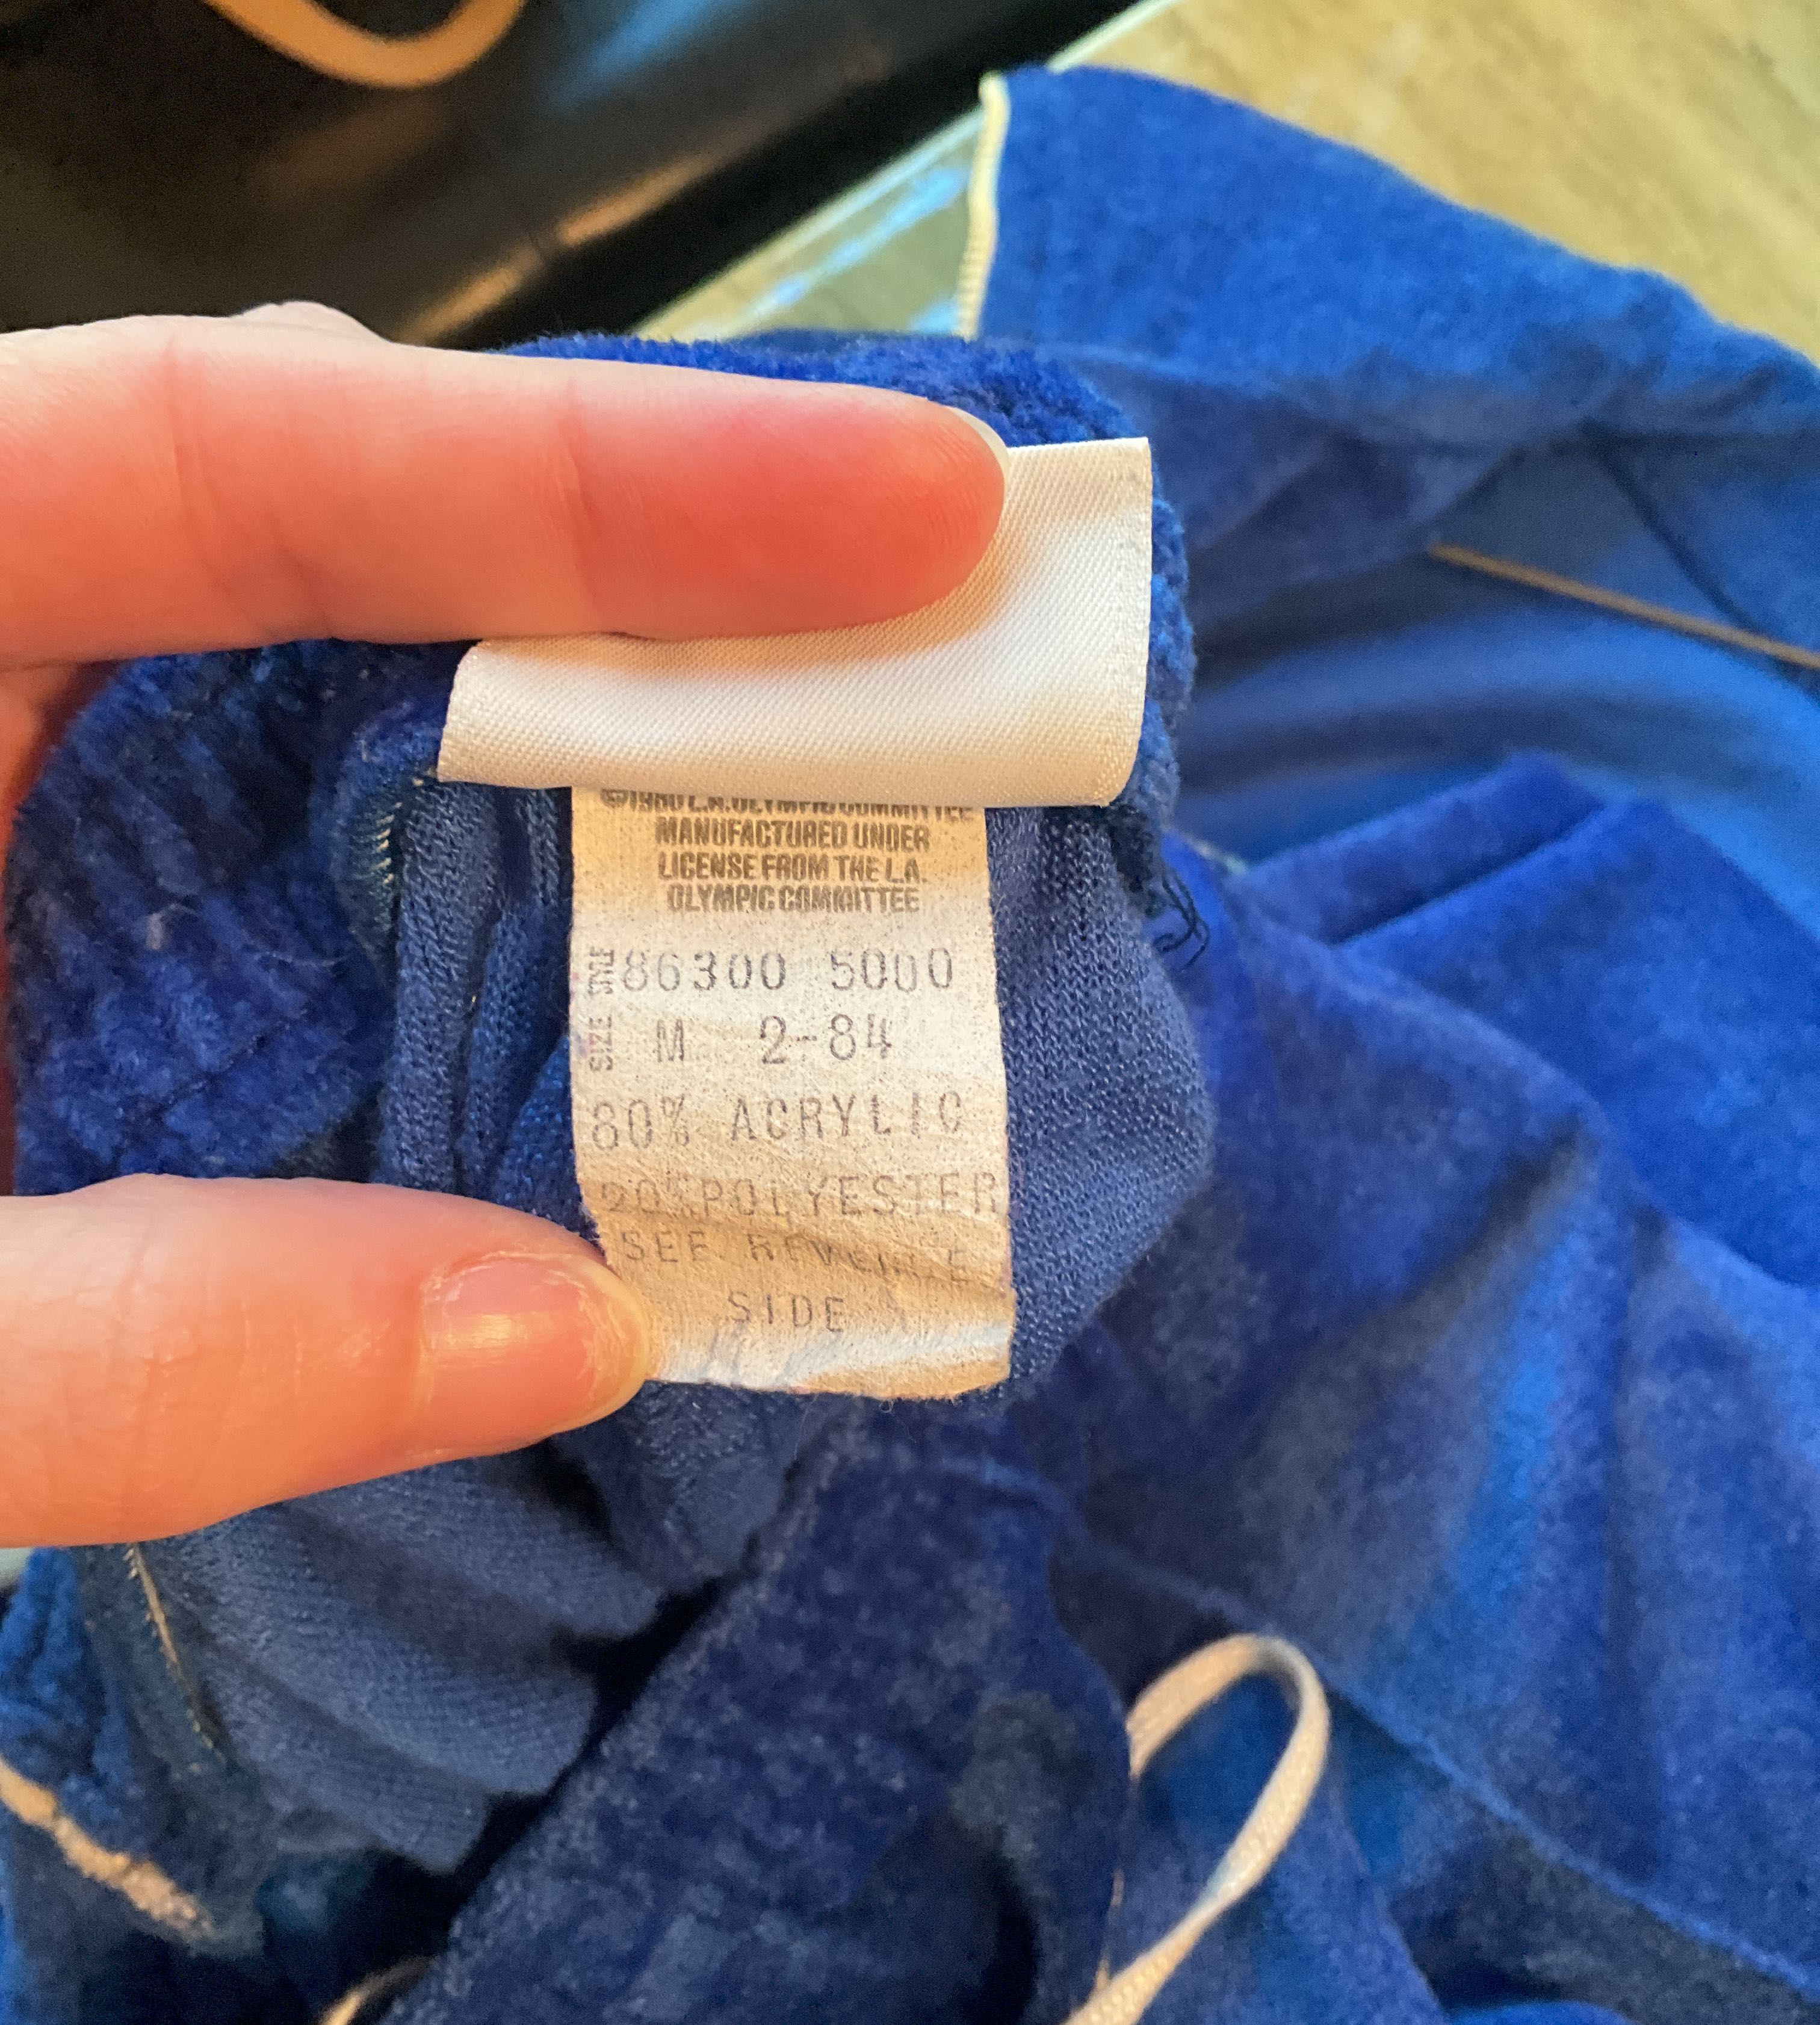 ©1980 L.A. OLYMPIC COMMITTEE
MANUFACTURED UNDER
LICENSE FROM THE L.A.
OLYMPIC COMMITTEE
86300 5000
SIZE M 2-84
80% ACRYLIC
20% POLYESTER
SEE REVERSE
SIDE